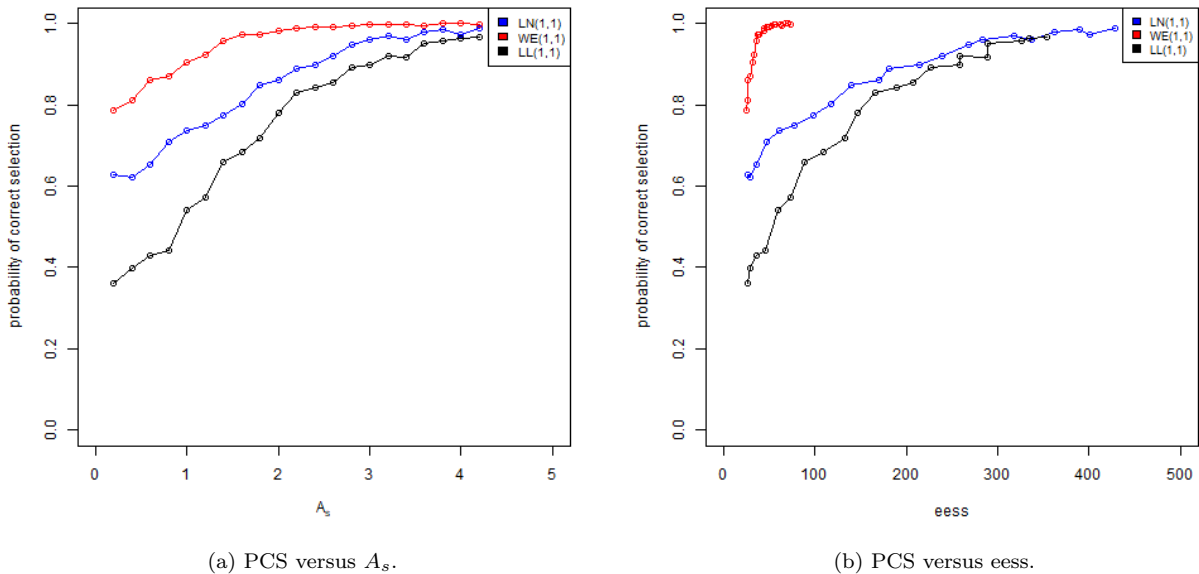 probability of correct selection
1.0
0.8
0.6
0.4
0.2
0.0
0 1 2 3 4 5
A_s
LN(1,1)
WE(1,1)
LL(1,1)
(a) PCS versus A_s.
probability of correct selection
1.0
0.8
0.6
0.4
0.2
0.0
0 100 200 300 400 500
eess
LN(1,1)
WE(1,1)
LL(1,1)
(b) PCS versus eess.